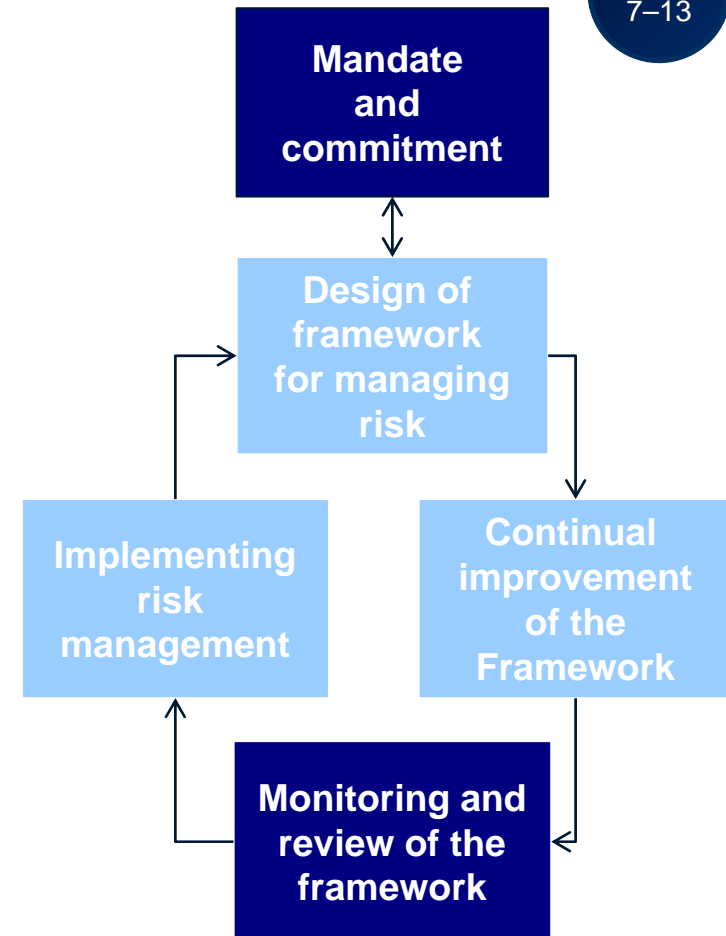 7–13
Mandate
and
commitment
Design of
framework
for managing
risk
Implementing
risk
management
Continual
improvement
of the
Framework
Monitoring and
review of the
framework